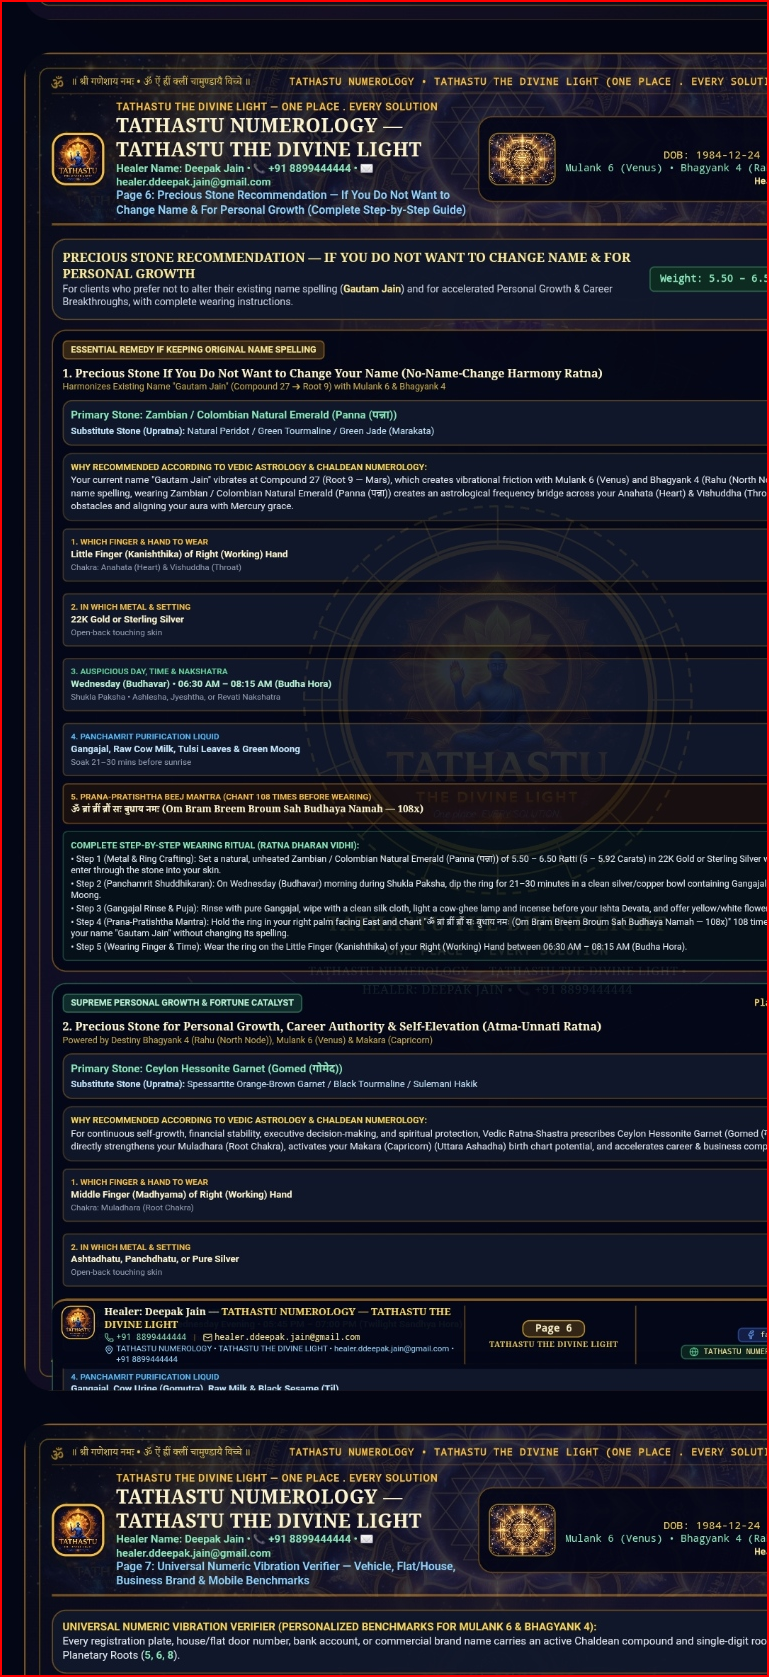 ॥ श्री गणेशाय नमः • ॐ ऐं ह्रीं क्लीं चामुण्डायै विच्चे ॥
TATHASTU NUMEROLOGY • TATHASTU THE DIVINE LIGHT (ONE PLACE . EVERY
TATHASTU THE DIVINE LIGHT — ONE PLACE . EVERY SOLUTION
TATHASTU NUMEROLOGY —
TATHASTU THE DIVINE LIGHT
Healer Name: Deepak Jain • 📞 +91 8899444444 • ✉️
healer.ddeepak.jain@gmail.com
Page 6: Precious Stone Recommendation — If You Do Not Want to
Change Name & For Personal Growth (Complete Step-by-Step Guide)
DOB: 1984-12-24
Mulank 6 (Venus) • Bhagyank 4
PRECIOUS STONE RECOMMENDATION — IF YOU DO NOT WANT TO CHANGE NAME & FOR
PERSONAL GROWTH
For clients who prefer not to alter their existing name spelling (Gautam Jain) and for accelerated Personal Growth & Career
Breakthroughs, with complete wearing instructions.
Weight: 5.50 –
ESSENTIAL REMEDY IF KEEPING ORIGINAL NAME SPELLING
1. Precious Stone If You Do Not Want to Change Your Name (No-Name-Change Harmony Ratna)
Harmonizes Existing Name "Gautam Jain" (Compound 27 → Root 9) with Mulank 6 & Bhagyank 4
Primary Stone: Zambian / Colombian Natural Emerald (Panna (पन्ना))
Substitute Stone (Upratna): Natural Peridot / Green Tourmaline / Green Jade (Marakata)
WHY RECOMMENDED ACCORDING TO VEDIC ASTROLOGY & CHALDEAN NUMEROLOGY:
Your current name "Gautam Jain" vibrates at Compound 27 (Root 9 — Mars), which creates vibrational friction with Mulank 6 (Venus) and Bhagyank 4 (Rahu (North
name spelling, wearing Zambian / Colombian Natural Emerald (Panna (पन्ना)) creates an astrological frequency bridge across your Anahata (Heart) & Vishuddha
obstacles and aligning your aura with Mercury grace.
1. WHICH FINGER & HAND TO WEAR
Little Finger (Kanishthika) of Right (Working) Hand
Chakra: Anahata (Heart) & Vishuddha (Throat)
2. IN WHICH METAL & SETTING
22K Gold or Sterling Silver
Open-back touching skin
3. AUSPICIOUS DAY, TIME & NAKSHATRA
Wednesday (Budhavar) • 06:30 AM – 08:15 AM (Budha Hora)
Shukla Paksha • Ashlesha, Jyeshtha, or Revati Nakshatra
4. PANCHAMRIT PURIFICATION LIQUID
Gangajal, Raw Cow Milk, Tulsi Leaves & Green Moong
Soak 21–30 mins before sunrise
5. PRANA-PRATISHTHA BEEJ MANTRA (CHANT 108 TIMES BEFORE WEARING)
ॐ ब्रां ब्रीं ब्रौं सः बुधाय नमः (Om Bram Breem Broum Sah Budhaya Namah — 108x)
COMPLETE STEP-BY-STEP WEARING RITUAL (RATNA DHARAN VIDHI):
• Step 1 (Metal & Ring Crafting): Set a natural, unheated Zambian / Colombian Natural Emerald (Panna (पन्ना)) of 5.50 – 6.50 Ratti (5 – 5.92 Carats) in 22K Gold or Sterling Silver
enter through the stone into your skin.
• Step 2 (Panchamrit Shuddhikaran): On Wednesday (Budhavar) morning during Shukla Paksha, dip the ring for 21–30 minutes in a clean silver/copper bowl containing Gangajal
Moong.
• Step 3 (Gangajal Rinse & Puja): Rinse with pure Gangajal, wipe with a clean silk cloth, light a cow-ghee lamp and incense before your Ishta Devata, and offer yellow/white
• Step 4 (Prana-Pratishtha Mantra): Hold the ring in your right palm facing East and chant "ॐ ब्रां ब्रीं ब्रौं सः बुधाय नमः (Om Bram Breem Broum Sah Budhaya Namah — 108x)" 108
your name "Gautam Jain" without changing its spelling.
• Step 5 (Wearing Finger & Time): Wear the ring on the Little Finger (Kanishthika) of your Right (Working) Hand between 06:30 AM – 08:15 AM (Budha Hora).
TATHASTU
THE DIVINE LIGHT
HEALER: DEEPAK JAIN • 📞 +91 8899444444
SUPREME PERSONAL GROWTH & FORTUNE CATALYST
2. Precious Stone for Personal Growth, Career Authority & Self-Elevation (Atma-Unnati Ratna)
Powered by Destiny Bhagyank 4 (Rahu (North Node)), Mulank 6 (Venus) & Makara (Capricorn)
Primary Stone: Ceylon Hessonite Garnet (Gomed (गोमेद))
Substitute Stone (Upratna): Spessartite Orange-Brown Garnet / Black Tourmaline / Sulemani Hakik
WHY RECOMMENDED ACCORDING TO VEDIC ASTROLOGY & CHALDEAN NUMEROLOGY:
For continuous self-growth, financial stability, executive decision-making, and spiritual protection, Vedic Ratna-Shastra prescribes Ceylon Hessonite Garnet (Gomed
directly strengthens your Muladhara (Root Chakra), activates your Makara (Capricorn) (Uttara Ashadha) birth chart potential, and accelerates career & business
1. WHICH FINGER & HAND TO WEAR
Middle Finger (Madhyama) of Right (Working) Hand
Chakra: Muladhara (Root Chakra)
2. IN WHICH METAL & SETTING
Ashtadhatu, Panchdhatu, or Pure Silver
Open-back touching skin
Healer: Deepak Jain — TATHASTU NUMEROLOGY — TATHASTU THE
DIVINE LIGHT
+91 8899444444 | healer.ddeepak.jain@gmail.com
TATHASTU NUMEROLOGY • TATHASTU THE DIVINE LIGHT • healer.ddeepak.jain@gmail.com •
+91 8899444444
Page 6
TATHASTU THE DIVINE LIGHT
TATHASTU
4. PANCHAMRIT PURIFICATION LIQUID
Gangajal, Cow Urine (Gomutra), Raw Milk & Black Sesame (Til)
॥ श्री गणेशाय नमः • ॐ ऐं ह्रीं क्लीं चामुण्डायै विच्चे ॥
TATHASTU NUMEROLOGY • TATHASTU THE DIVINE LIGHT (ONE PLACE . EVERY
TATHASTU THE DIVINE LIGHT — ONE PLACE . EVERY SOLUTION
TATHASTU NUMEROLOGY —
TATHASTU THE DIVINE LIGHT
Healer Name: Deepak Jain • 📞 +91 8899444444 • ✉️
healer.ddeepak.jain@gmail.com
Page 7: Universal Numeric Vibration Verifier — Vehicle, Flat/House,
Business Brand & Mobile Benchmarks
DOB: 1984-12-24
Mulank 6 (Venus) • Bhagyank 4
UNIVERSAL NUMERIC VIBRATION VERIFIER (PERSONALIZED BENCHMARKS FOR MULANK 6 & BHAGYANK 4):
Every registration plate, house/flat door number, bank account, or commercial brand name carries an active Chaldean compound and single-digit
Planetary Roots (5, 6, 8).